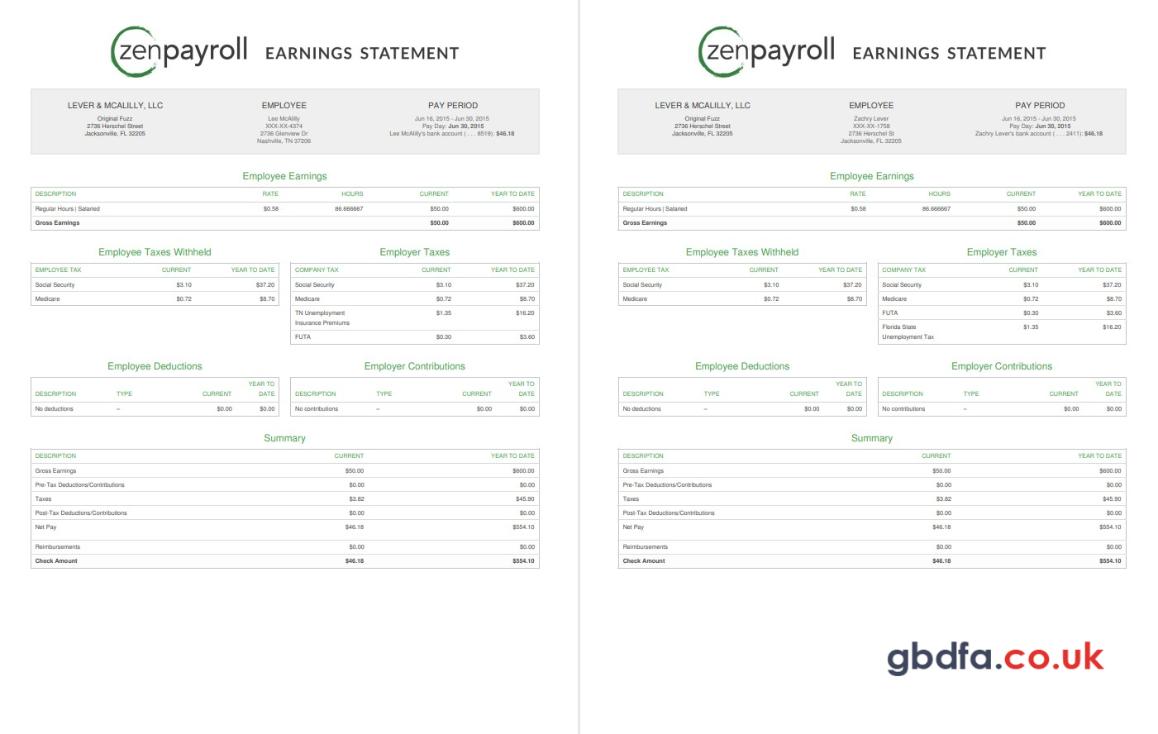 zenpayroll EARNINGS STATEMENT
LEVER & MCALILLY, LLC EMPLOYEE PAY PERIOD
Original Fuzz Lee McAlilly Jun 16, 2015 - Jun 30, 2015
2736 Herschel Street XXX-XX-4374 Pay Day: Jun 30, 2015
Jacksonville, FL 32205 2736 Glenview Dr Lee McAlilly's bank account ( . . . 8519): $46.18
Nashville, TN 37206
Employee Earnings
DESCRIPTION RATE HOURS CURRENT YEAR TO DATE
Regular Hours | Salaried $0.58 86.666667 $50.00 $600.00
Gross Earnings $50.00 $600.00
Employee Taxes Withheld
EMPLOYEE TAX CURRENT YEAR TO DATE
Social Security $3.10 $37.20
Medicare $0.72 $8.70
Employer Taxes
COMPANY TAX CURRENT YEAR TO DATE
Social Security $3.10 $37.20
Medicare $0.72 $8.70
TN Unemployment $1.35 $16.20
Insurance Premiums
FUTA $0.30 $3.60
Employee Deductions
YEAR TO
DESCRIPTION TYPE CURRENT DATE
No deductions – $0.00 $0.00
Employer Contributions
YEAR TO
DESCRIPTION TYPE CURRENT DATE
No contributions – $0.00 $0.00
Summary
DESCRIPTION CURRENT YEAR TO DATE
Gross Earnings $50.00 $600.00
Pre-Tax Deductions/Contributions $0.00 $0.00
Taxes $3.82 $45.90
Post-Tax Deductions/Contributions $0.00 $0.00
Net Pay $46.18 $554.10
Reimbursements $0.00 $0.00
Check Amount $46.18 $554.10
zenpayroll EARNINGS STATEMENT
LEVER & MCALILLY, LLC EMPLOYEE PAY PERIOD
Original Fuzz Zachry Lever Jun 16, 2015 - Jun 30, 2015
2736 Herschel Street XXX-XX-1758 Pay Day: Jun 30, 2015
Jacksonville, FL 32205 2736 Herschel St Zachry Lever's bank account ( . . . 2411): $46.18
Jacksonville, FL 32205
Employee Earnings
DESCRIPTION RATE HOURS CURRENT YEAR TO DATE
Regular Hours | Salaried $0.58 86.666667 $50.00 $600.00
Gross Earnings $50.00 $600.00
Employee Taxes Withheld
EMPLOYEE TAX CURRENT YEAR TO DATE
Social Security $3.10 $37.20
Medicare $0.72 $8.70
Employer Taxes
COMPANY TAX CURRENT YEAR TO DATE
Social Security $3.10 $37.20
Medicare $0.72 $8.70
FUTA $0.30 $3.60
Florida State $1.35 $16.20
Unemployment Tax
Employee Deductions
YEAR TO
DESCRIPTION TYPE CURRENT DATE
No deductions – $0.00 $0.00
Employer Contributions
YEAR TO
DESCRIPTION TYPE CURRENT DATE
No contributions – $0.00 $0.00
Summary
DESCRIPTION CURRENT YEAR TO DATE
Gross Earnings $50.00 $600.00
Pre-Tax Deductions/Contributions $0.00 $0.00
Taxes $3.82 $45.90
Post-Tax Deductions/Contributions $0.00 $0.00
Net Pay $46.18 $554.10
Reimbursements $0.00 $0.00
Check Amount $46.18 $554.10
gbdfa.co.uk